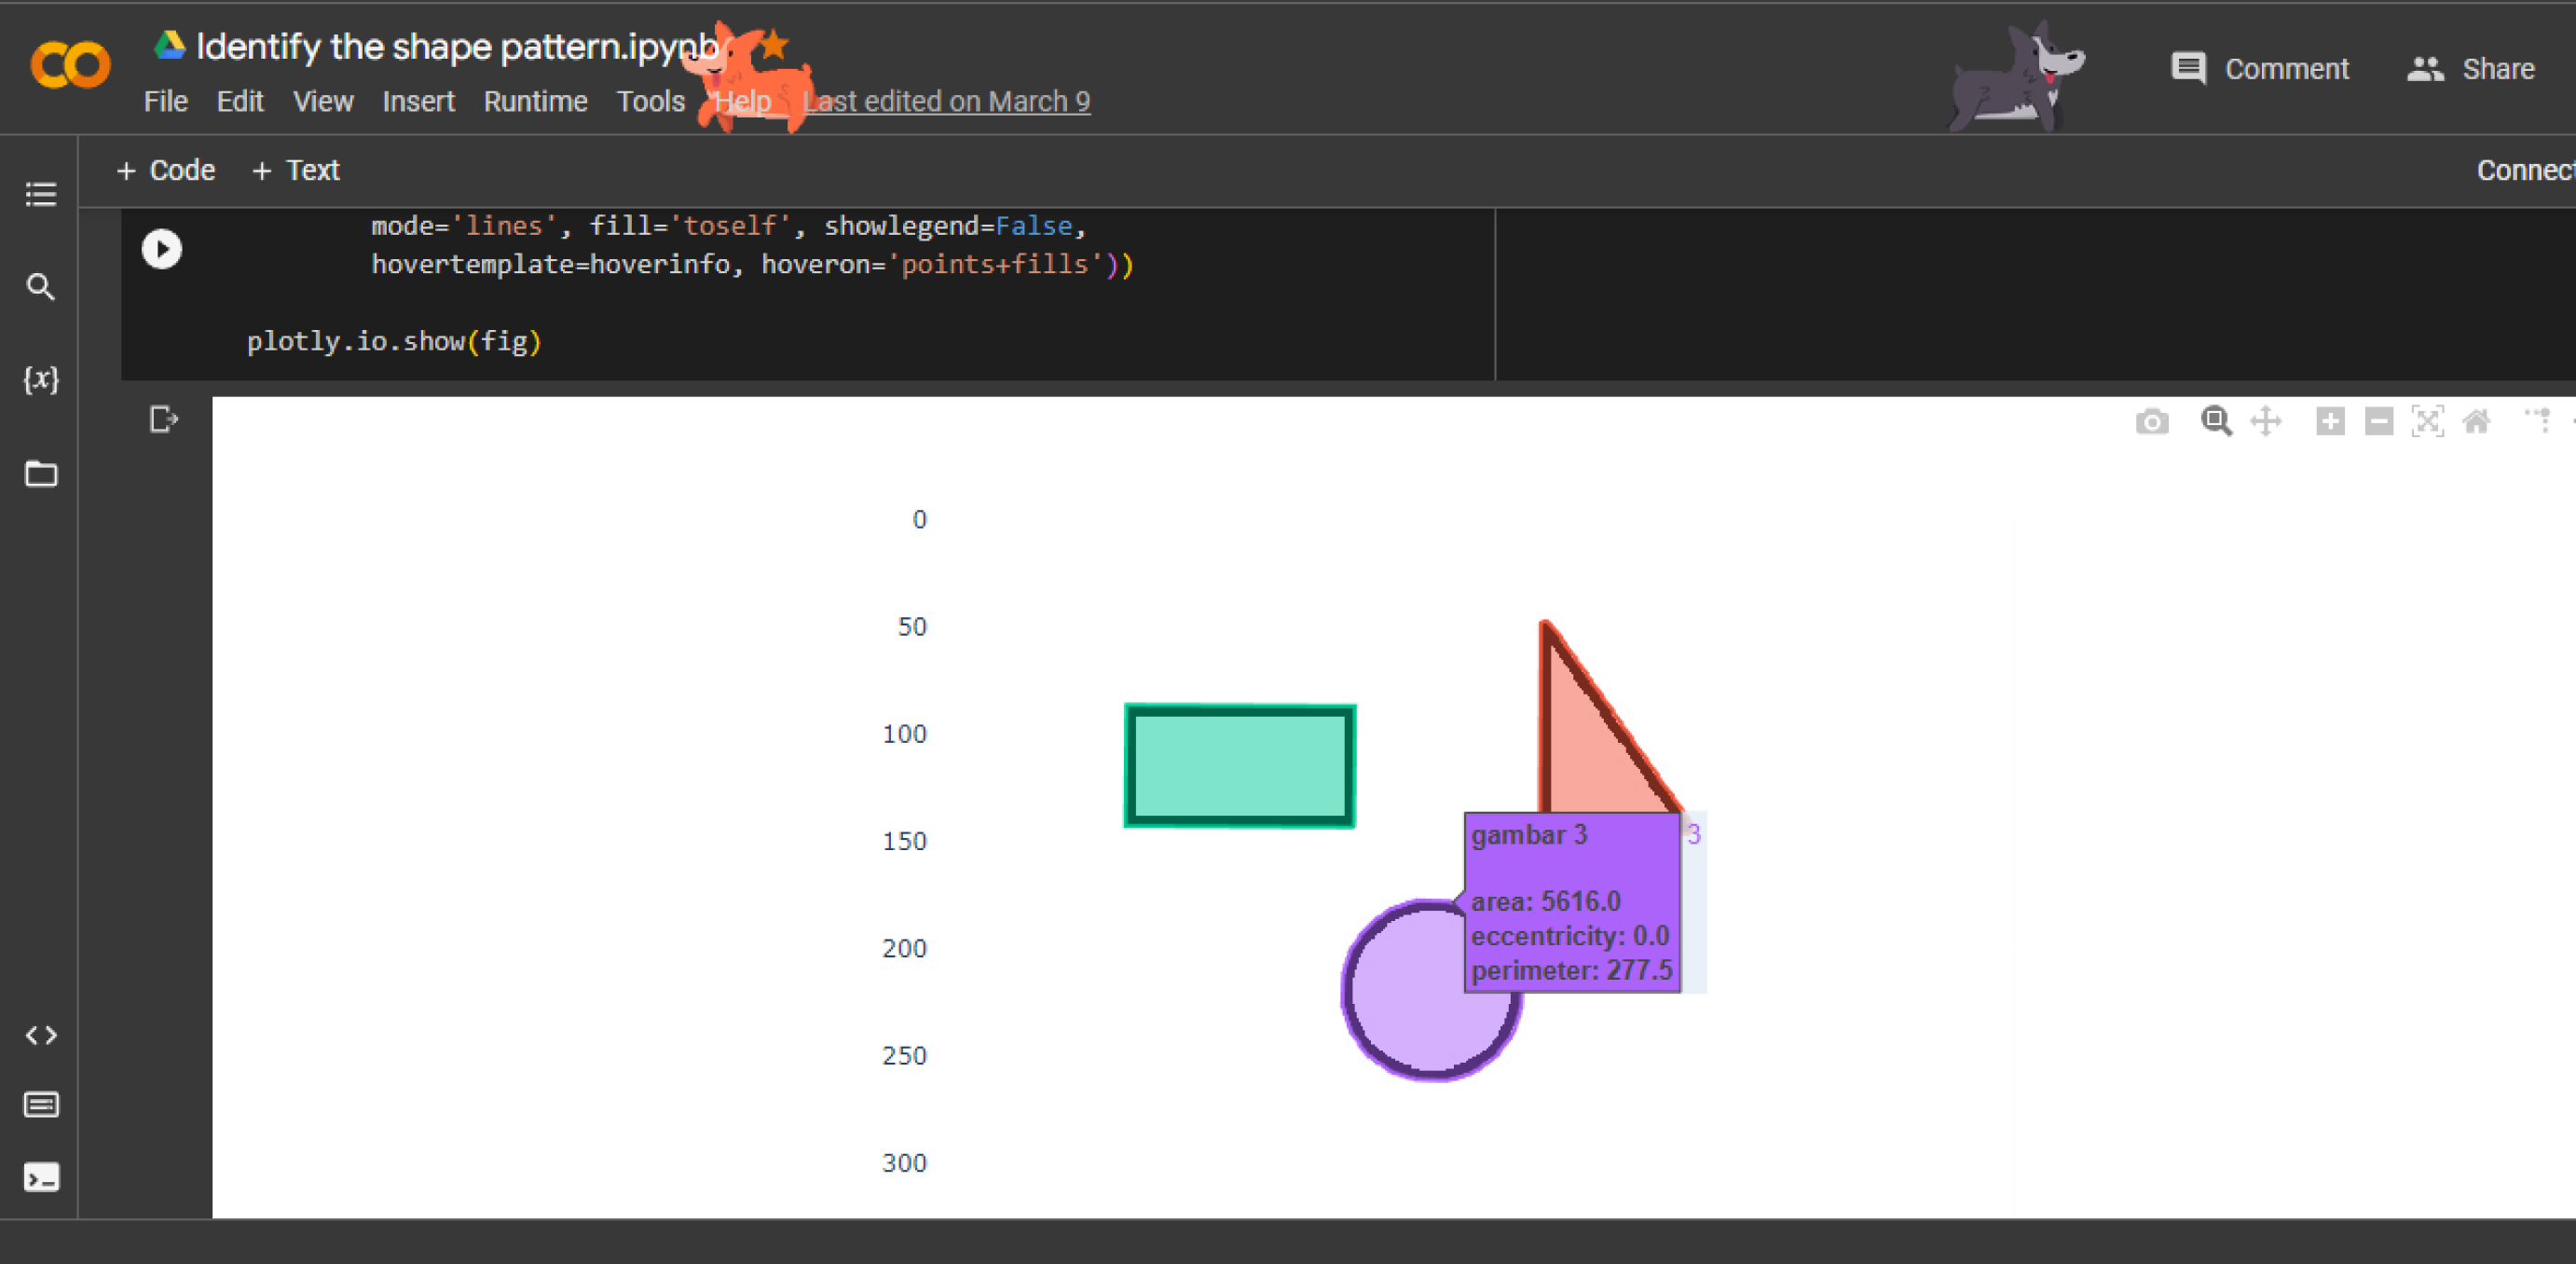 Identify the shape pattern.ipynb
Comment
Share
File Edit View Insert Runtime Tools Help Last edited on March 9
+ Code + Text
Connect
{x}
mode='lines', fill='toself', showlegend=False,
hovertemplate=hoverinfo, hoveron='points+fills'))
plotly.io.show(fig)
0
50
100
150
200
250
300
gambar 3
3
area: 5616.0
eccentricity: 0.0
perimeter: 277.5